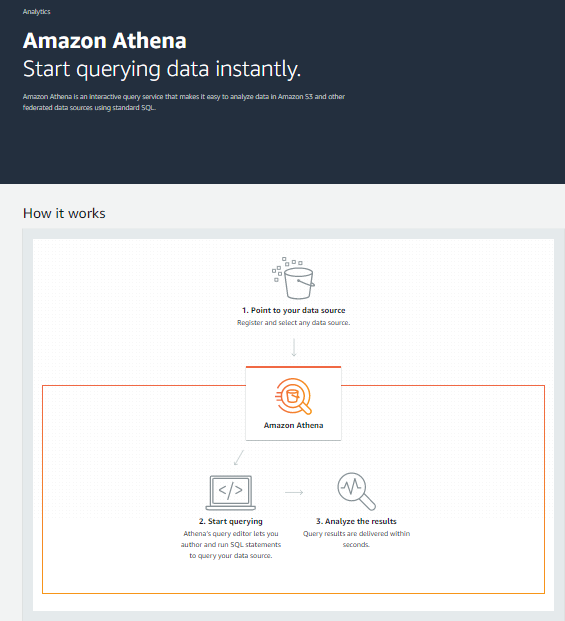 Analytics
Amazon Athena
Start querying data instantly.
Amazon Athena is an interactive query service that makes it easy to analyze data in Amazon S3 and other
federated data sources using standard SQL.
How it works
1. Point to your data source
Register and select any data source.
Amazon Athena
</>
2. Start querying
Athena's query editor lets you
author and run SQL statements
to query your data source.
3. Analyze the results
Query results are delivered within
seconds.